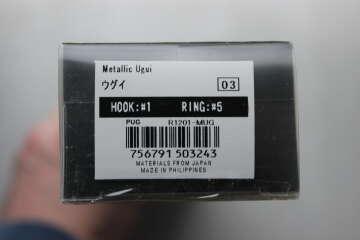 Metallic Ugui
ウグイ
03
HOOK:#1 RING:#5
PUG R1201-MUG
756791 503243
MATERIALS FROM JAPAN
MADE IN PHILIPPINES